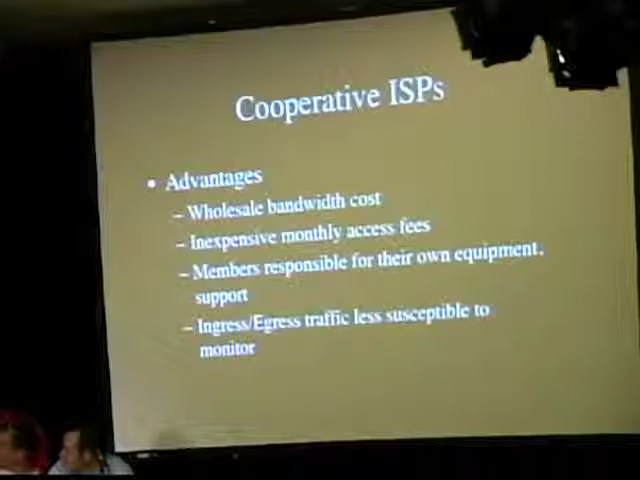 Cooperative ISPs
• Advantages
– Wholesale bandwidth cost
– Inexpensive monthly access fees
– Members responsible for their own equipment.
support
– Ingress/Egress traffic less susceptible to
monitor